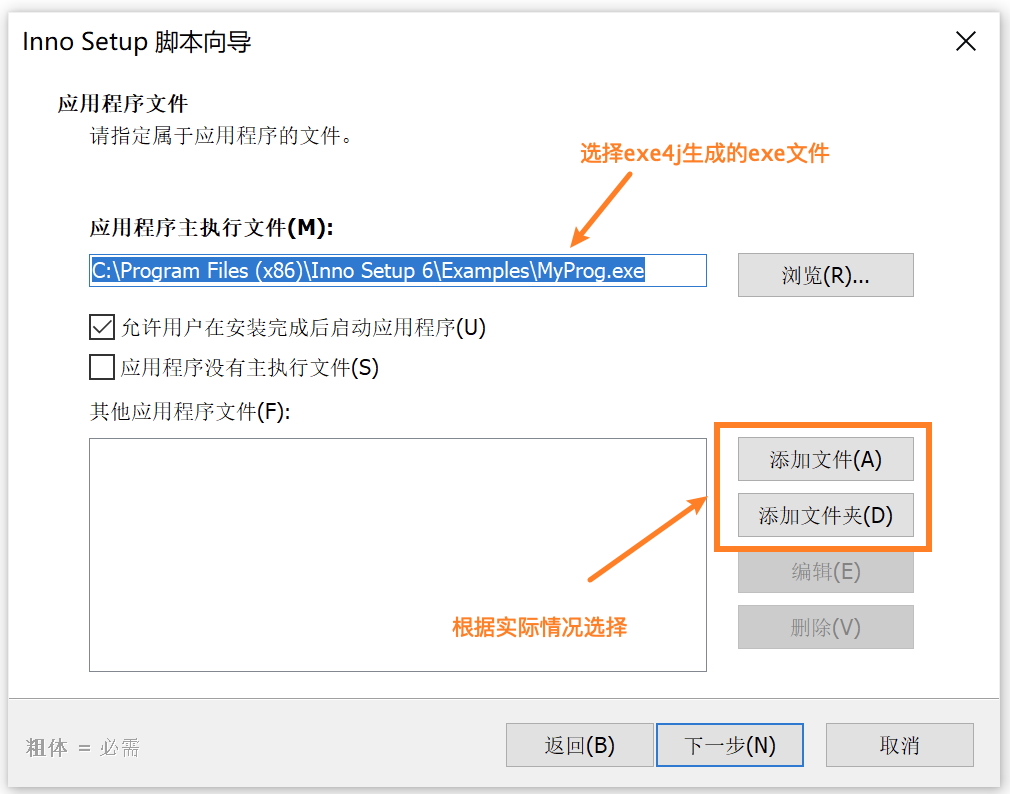 Inno Setup 脚本向导
应用程序文件
请指定属于应用程序的文件。
选择exe4j生成的exe文件
应用程序主执行文件(M):
C:\Program Files (x86)\Inno Setup 6\Examples\MyProg.exe
浏览(R)...
允许用户在安装完成后启动应用程序(U)
应用程序没有主执行文件(S)
其他应用程序文件(F):
添加文件(A)
添加文件夹(D)
编辑(E)
根据实际情况选择
删除(V)
粗体 = 必需
返回(B)
下一步(N)
取消